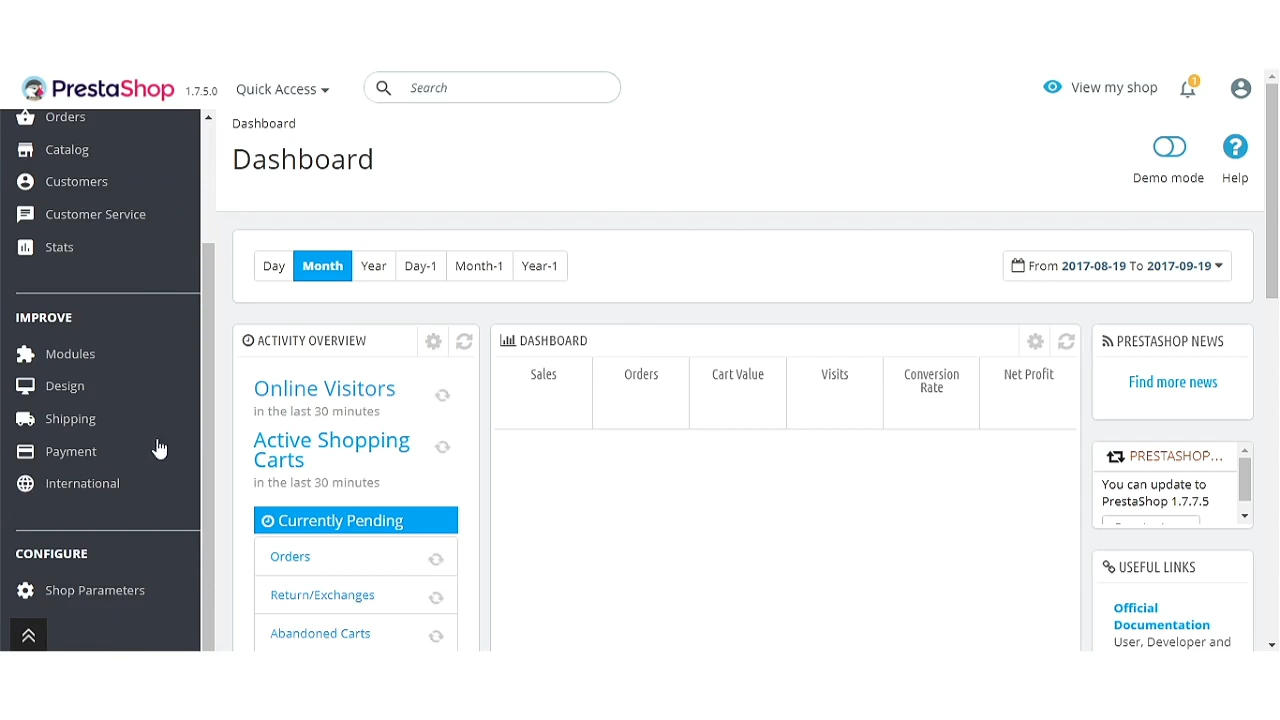 PrestaShop 1.7.5.0 Quick Access Search View my shop 1
Orders
Catalog
Customers
Customer Service
Stats
IMPROVE
Modules
Design
Shipping
Payment
International
CONFIGURE
Shop Parameters
Dashboard
Dashboard
Demo mode Help
Day Month Year Day-1 Month-1 Year-1 From 2017-08-19 To 2017-09-19
ACTIVITY OVERVIEW
Online Visitors
in the last 30 minutes
Active Shopping
Carts
in the last 30 minutes
Currently Pending
Orders
Return/Exchanges
Abandoned Carts
DASHBOARD
Sales Orders Cart Value Visits Conversion Net Profit
Rate
PRESTASHOP NEWS
Find more news
PRESTASHOP...
You can update to
PrestaShop 1.7.7.5
USEFUL LINKS
Official
Documentation
User, Developer and